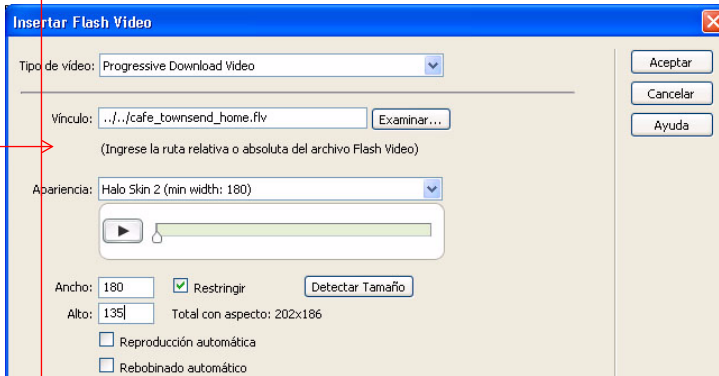 Insertar Flash Video
Tipo de vídeo: Progressive Download Video
Aceptar
Cancelar
Ayuda
Vínculo: ../../cafe_townsend_home.flv Examinar...
(Ingrese la ruta relativa o absoluta del archivo Flash Video)
Apariencia: Halo Skin 2 (min width: 180)
Ancho: 180 Restringir Detectar Tamaño
Alto: 135 Total con aspecto: 202x186
Reproducción automática
Rebobinado automático